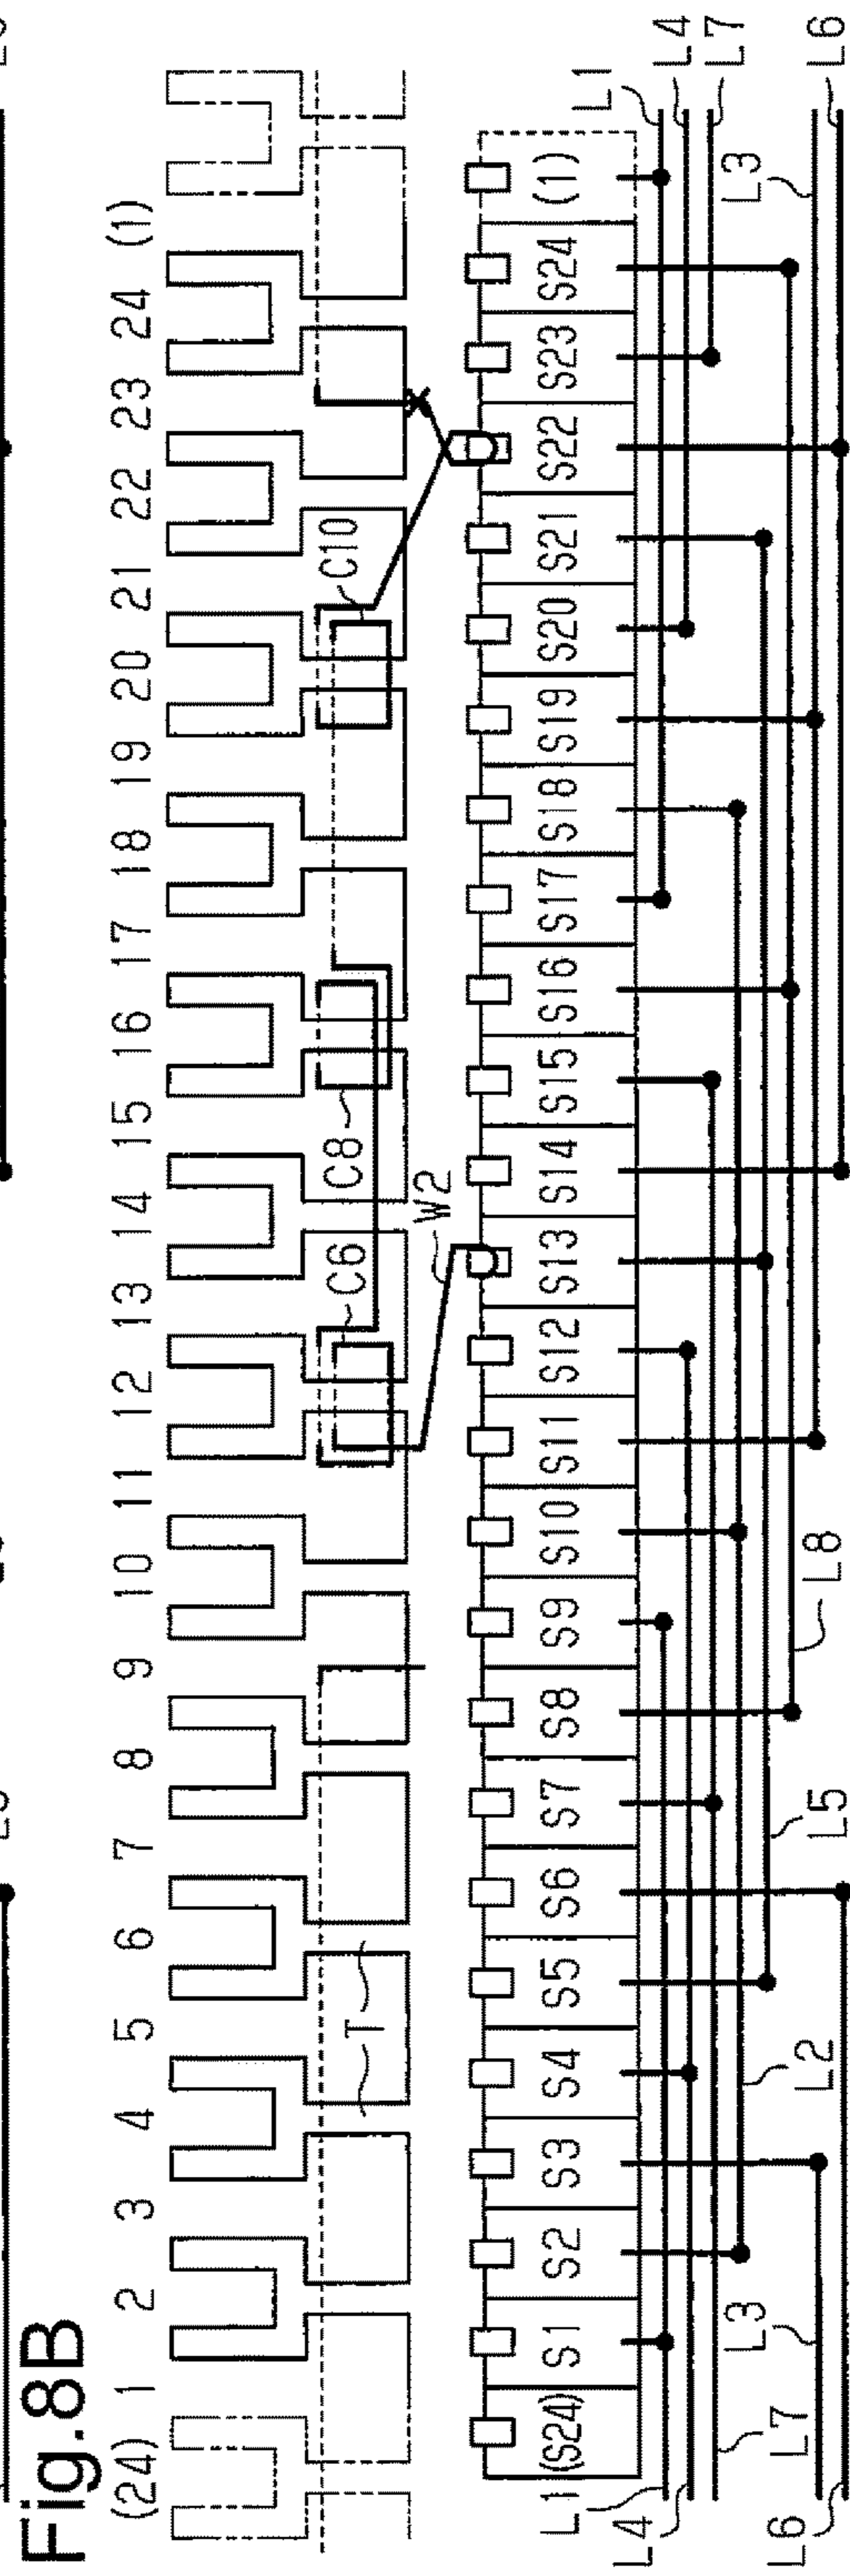 Fig.8B
(24) 1 2 3 4 5 6 7 8 9 10 11 12 13 14 15 16 17 18 19 20 21 22 23 24 (1)
T
C6
C8
C10
W2
(S24) S1 S2 S3 S4 S5 S6 S7 S8 S9 S10 S11 S12 S13 S14 S15 S16 S17 S18 S19 S20 S21 S22 S23 S24 (1)
L1
L1
L4
L4
L7
L7
L3
L2
L5
L8
L3
L6
L6